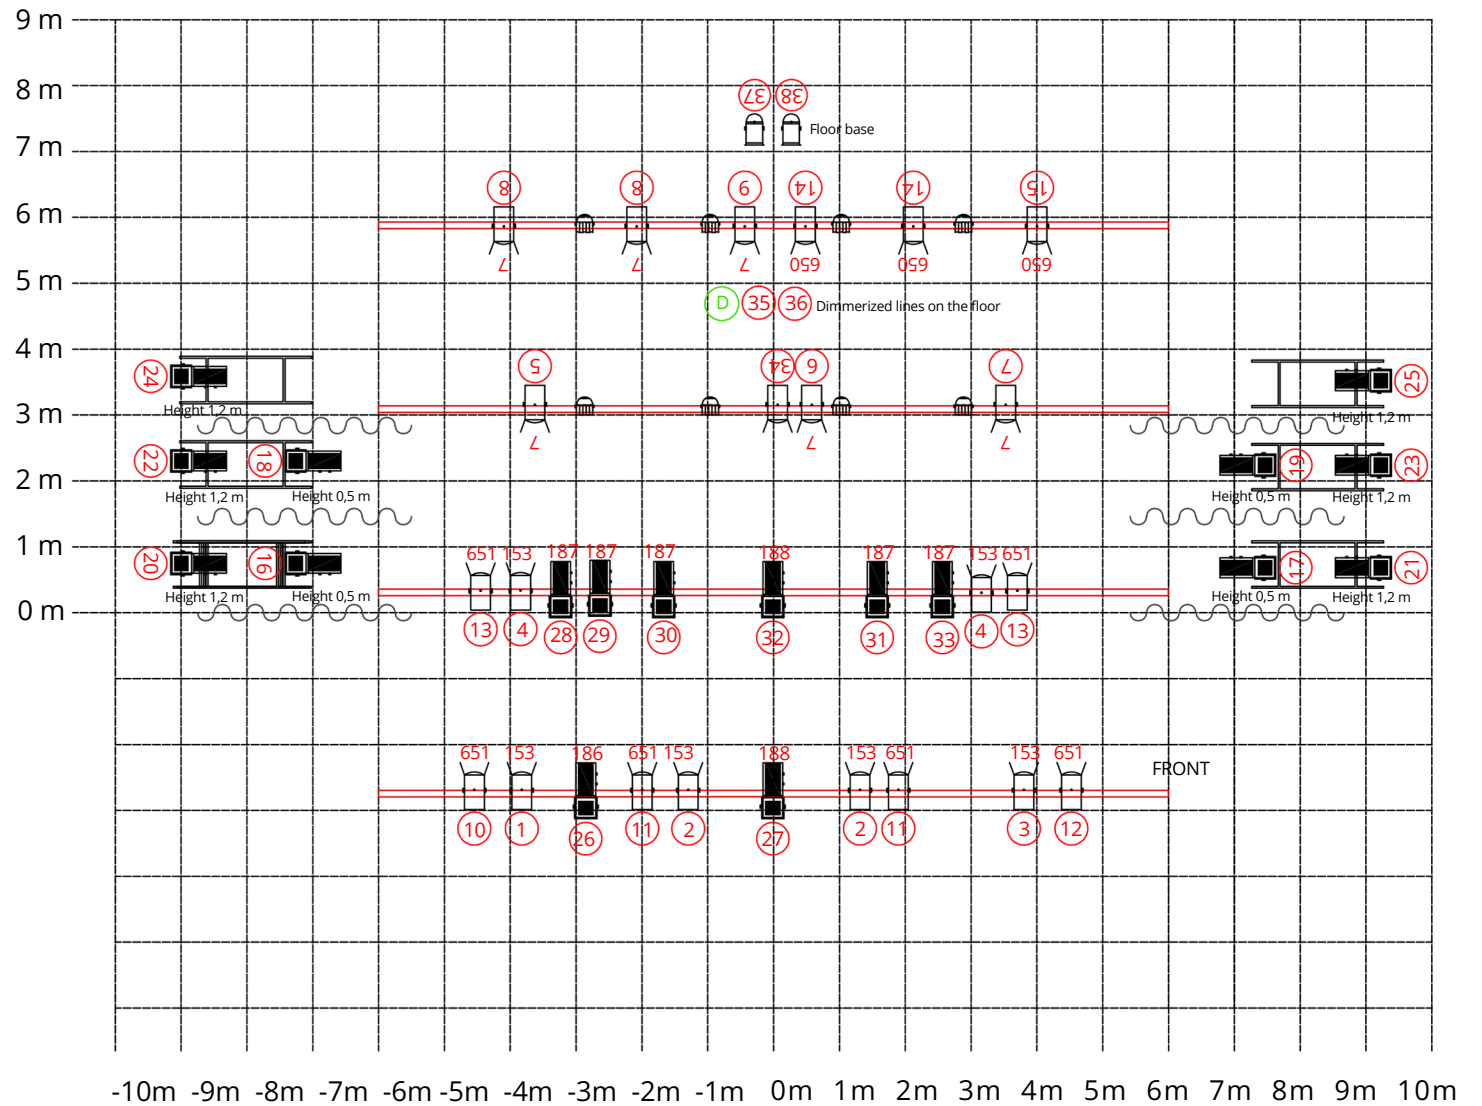 9 m
8 m
37 38
Floor base
7 m
8 8 9 14 14 15
6 m
7 7 7 650 650 650
5 m
D 35 36 Dimmerized lines on the floor
4 m
24 5 34 6 7 25
Height 1,2 m Height 1,2 m
3 m
7 7 7
22 18 19 23
2 m
Height 1,2 m Height 0,5 m Height 0,5 m Height 1,2 m
1 m
651 153 187 187 187 188 187 187 153 651
20 16 17 21
Height 1,2 m Height 0,5 m Height 0,5 m Height 1,2 m
0 m
13 4 28 29 30 32 31 33 4 13
651 153 186 651 153 188 153 651 153 651
FRONT
10 1 26 11 2 27 2 11 3 12
-10m -9m -8m -7m -6m -5m -4m -3m -2m -1m 0m 1m 2m 3m 4m 5m 6m 7m 8m 9m 10m